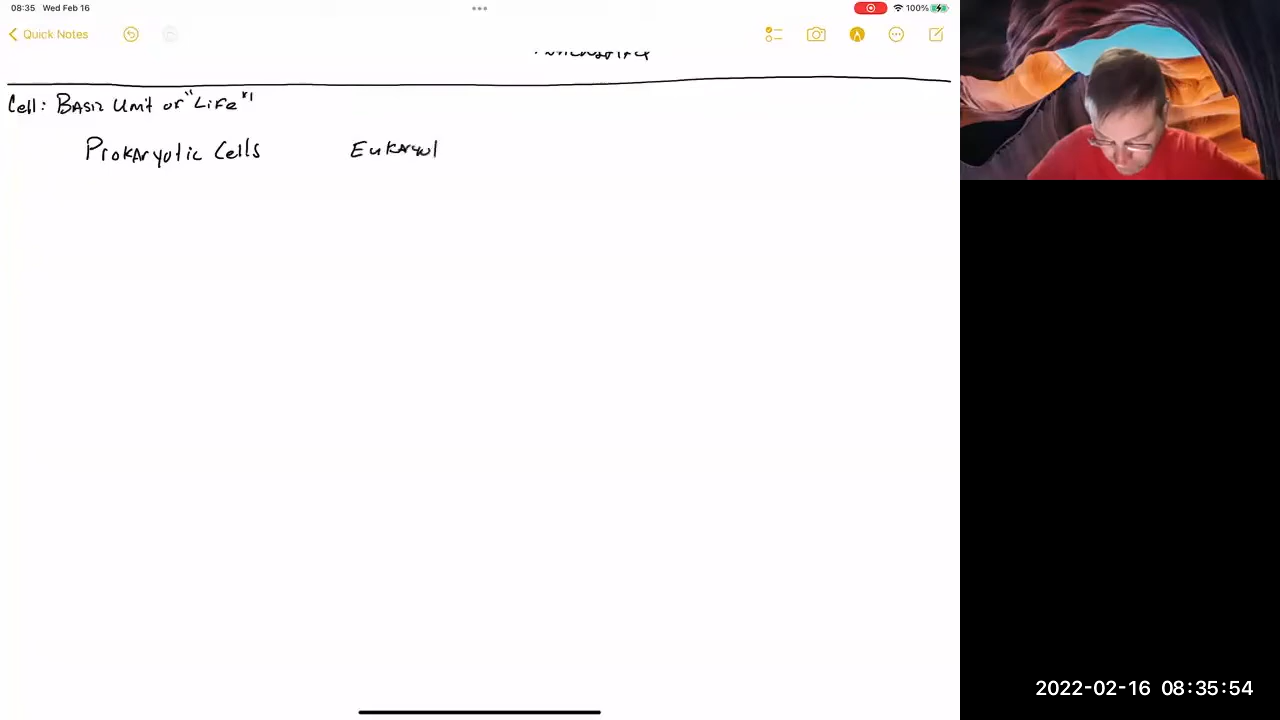 08:35 Wed Feb 16
100%
Quick Notes
Cell: Basic Unit of "Life"
Prokaryotic Cells Eukaryo
2022-02-16 08:35:54